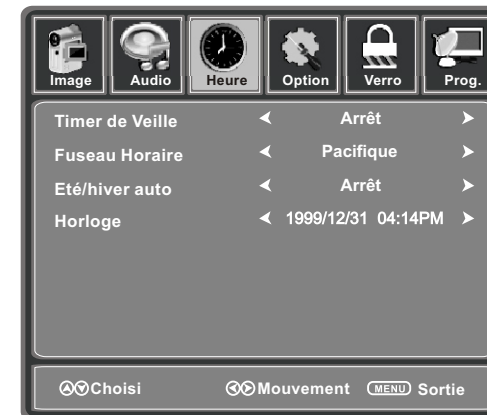 Image Audio Heure Option Verro Prog.
Timer de Veille Arrêt
Fuseau Horaire Pacifique
Eté/hiver auto Arrêt
Horloge 1999/12/31 04:14PM
Choisi Mouvement MENU Sortie